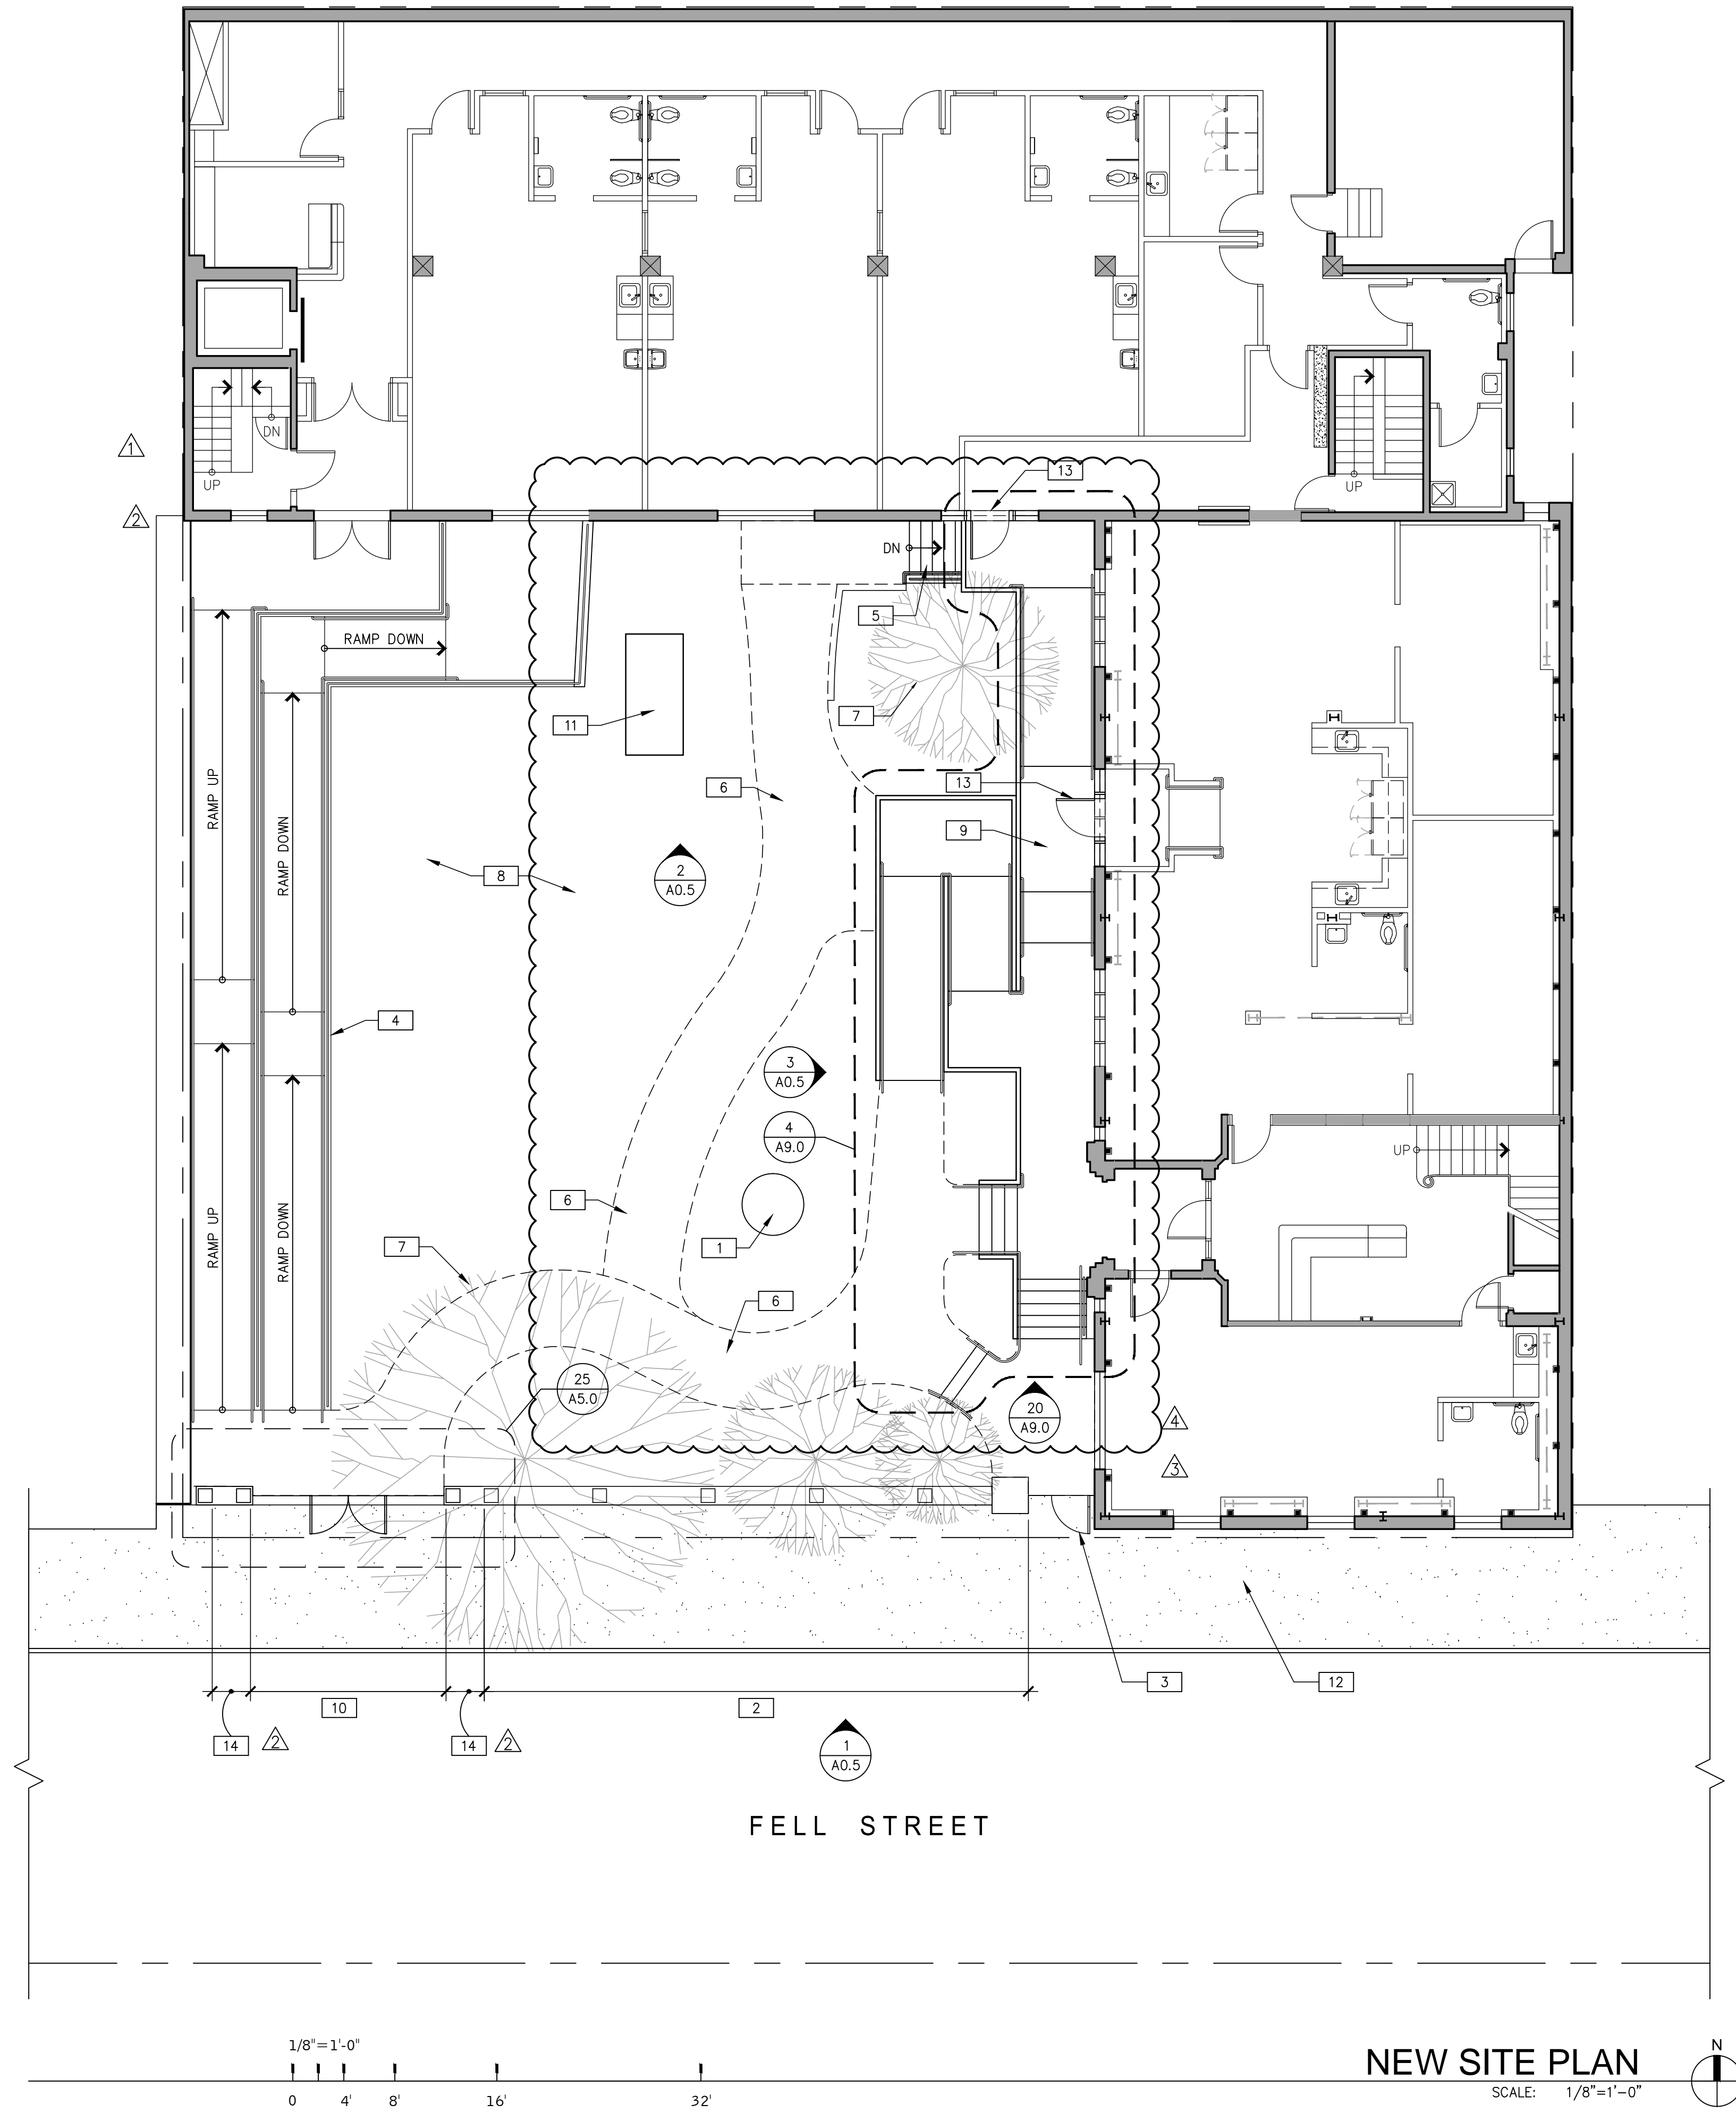 1
2
DN
UP
UP
13
DN
5
RAMP DOWN
7
11
RAMP UP
RAMP DOWN
6
13
9
2
A0.5
8
4
3
A0.5
4
A9.0
UP
6
1
RAMP UP
RAMP DOWN
7
6
25
A5.0
20
A9.0
4
3
3
12
10
2
14
2
14
2
1
A0.5
FELL STREET
1/8"=1'-0"
0
4'
8'
16'
32'
NEW SITE PLAN
SCALE: 1/8"=1'-0"
N